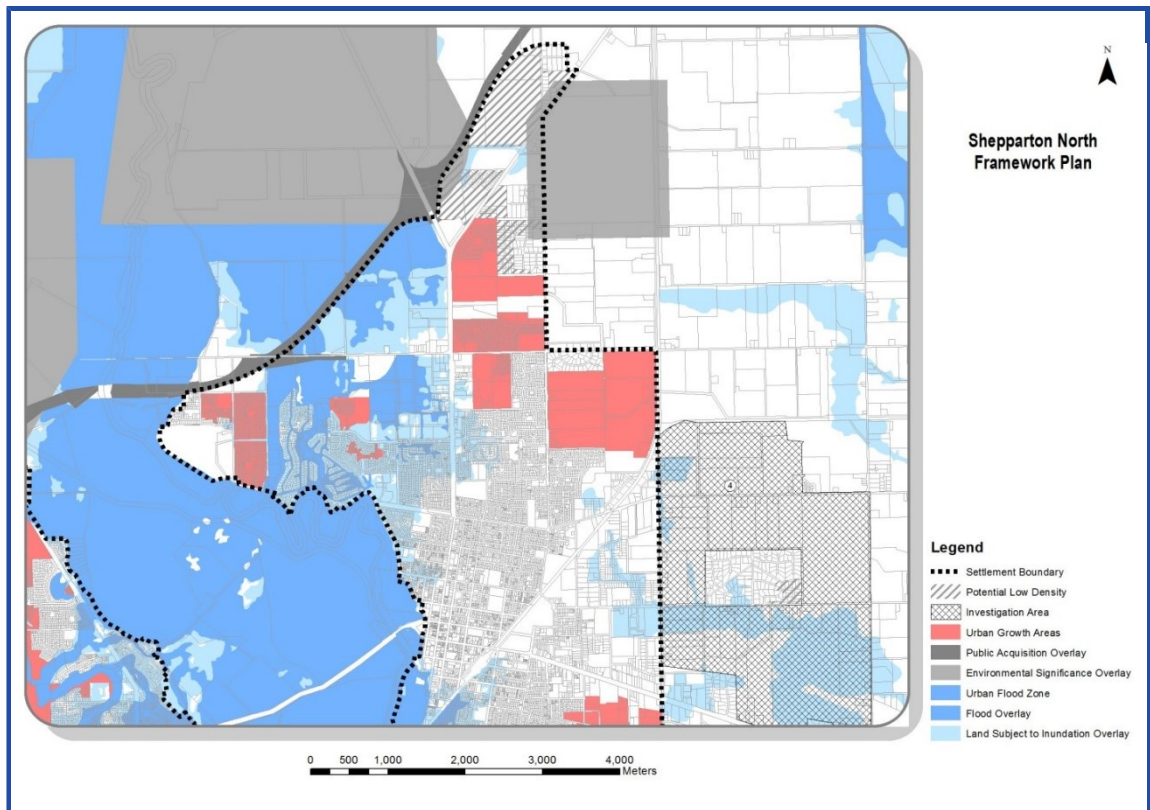 N
Shepparton North
Framework Plan
4
Legend
Settlement Boundary
Potential Low Density
Investigation Area
Urban Growth Areas
Public Acquisition Overlay
Environmental Significance Overlay
Urban Flood Zone
Flood Overlay
Land Subject to Inundation Overlay
0 500 1,000 2,000 3,000 4,000
Meters